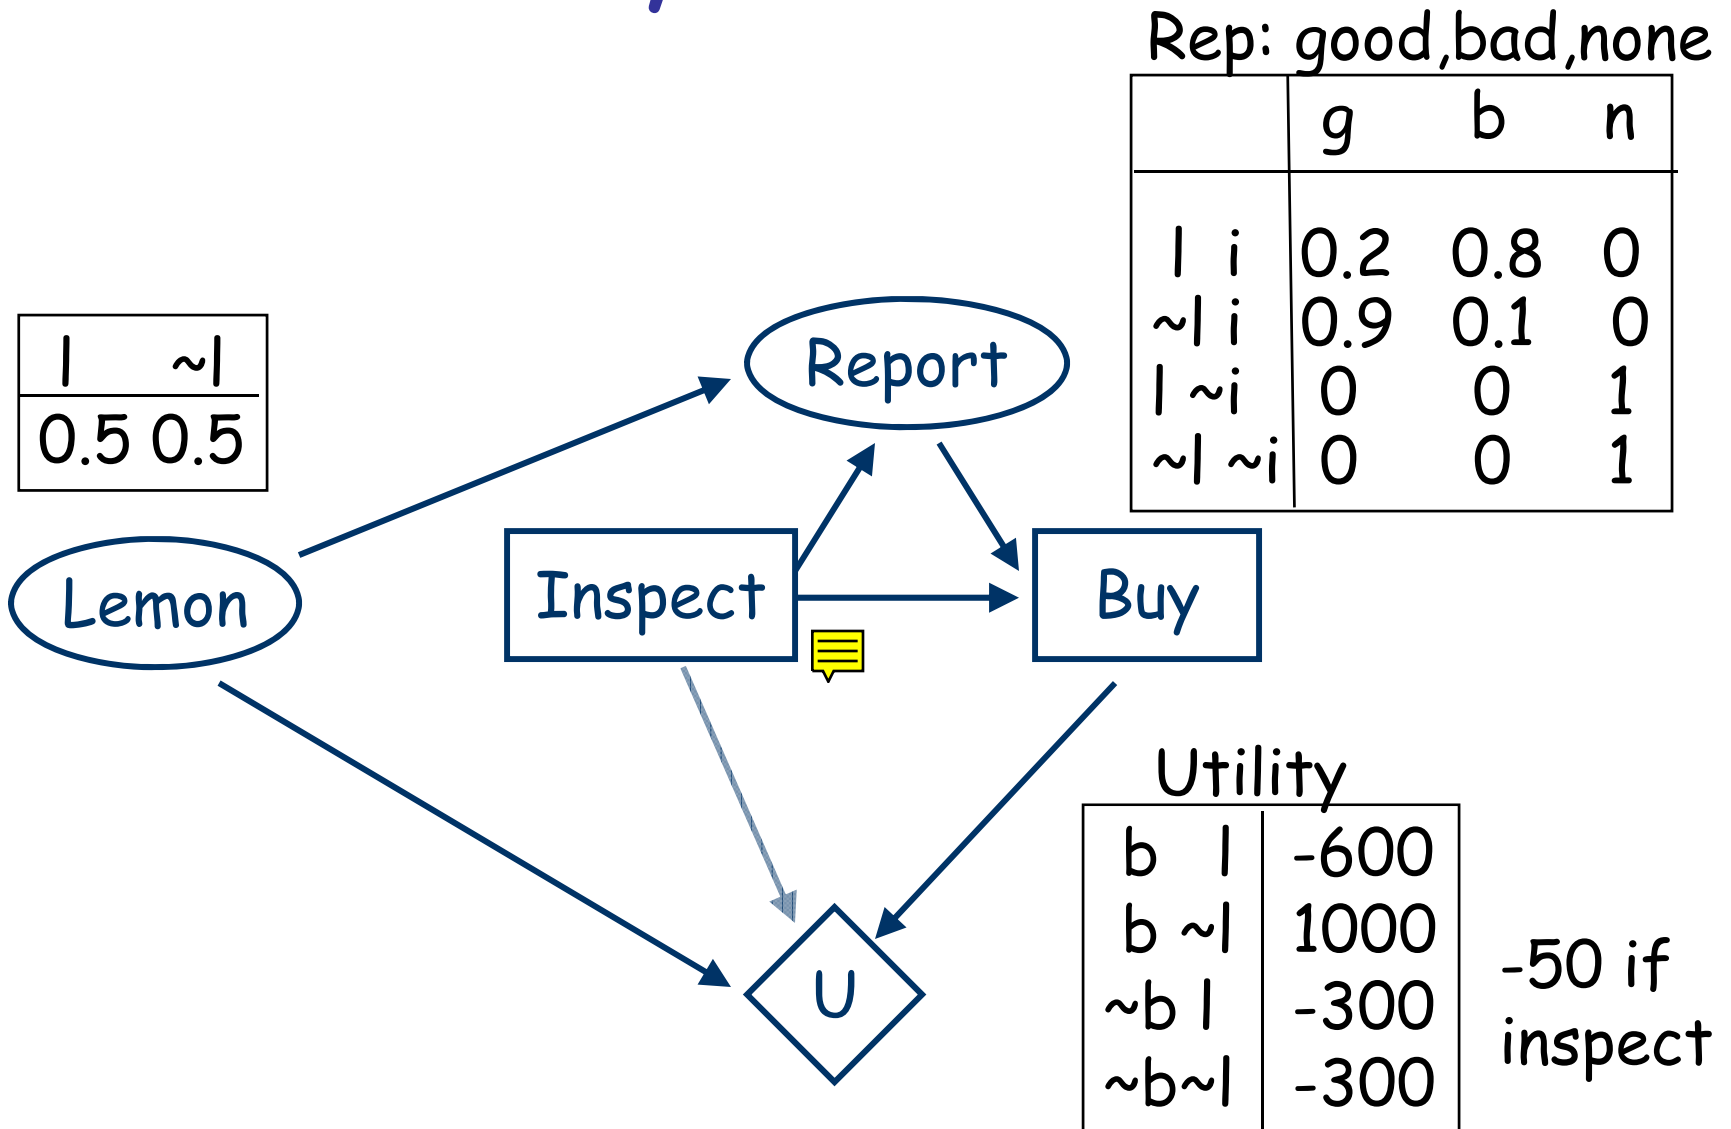 Rep: good,bad,none
g b n
l i 0.2 0.8 0
~l i 0.9 0.1 0
l ~i 0 0 1
~l ~i 0 0 1
l ~l
0.5 0.5
Report
Lemon
Inspect
Buy
U
Utility
b l -600
b ~l 1000
~b l -300
~b~l -300
-50 if
inspect